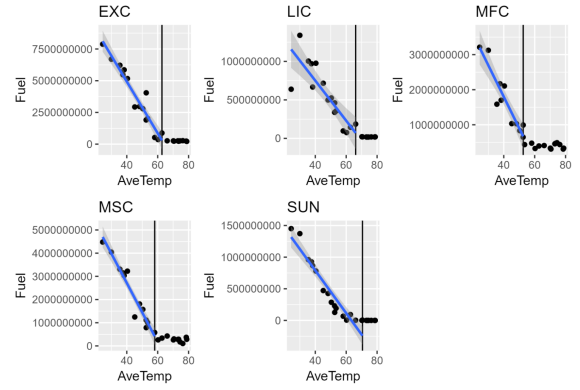 EXC
7500000000
5000000000
2500000000
0
Fuel
40 60 80
AveTemp
LIC
1000000000
500000000
0
Fuel
40 60 80
AveTemp
MFC
3000000000
2000000000
1000000000
Fuel
40 60 80
AveTemp
MSC
5000000000
4000000000
3000000000
2000000000
1000000000
0
Fuel
40 60 80
AveTemp
SUN
1500000000
1000000000
500000000
0
Fuel
40 60 80
AveTemp